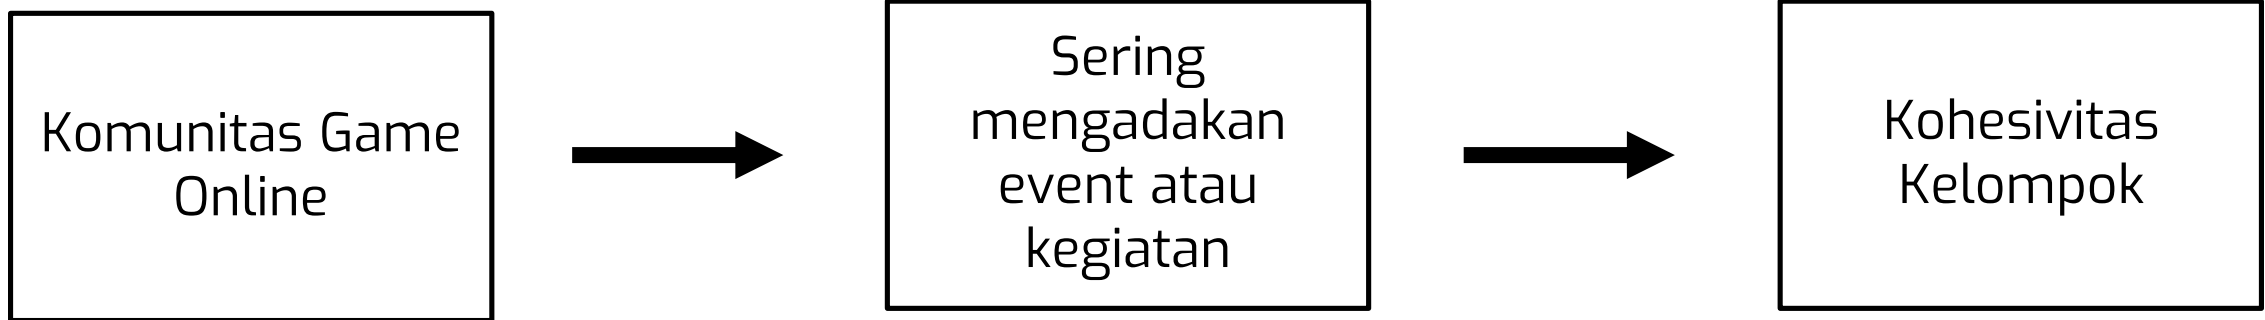 Komunitas Game
Online
Sering
mengadakan
event atau
kegiatan
Kohesivitas
Kelompok